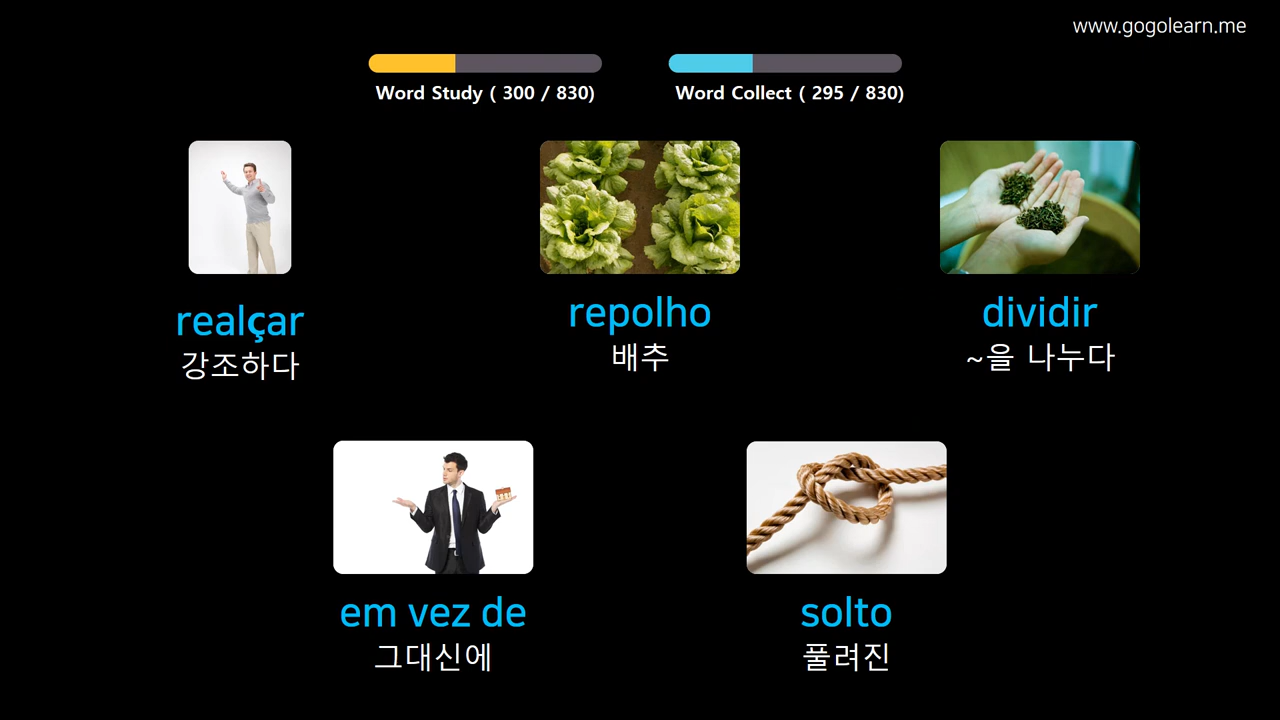 www.gogolearn.me
Word Study ( 300 / 830)
Word Collect ( 295 / 830)
realçar
강조하다
repolho
배추
dividir
~을 나누다
em vez de
그대신에
solto
풀려진